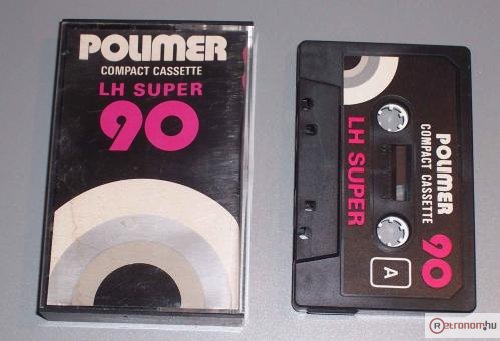 POLIMER
COMPACT CASSETTE
LH SUPER
90
POLIMER
COMPACT CASSETTE
90
LH SUPER
A
Retronom.hu